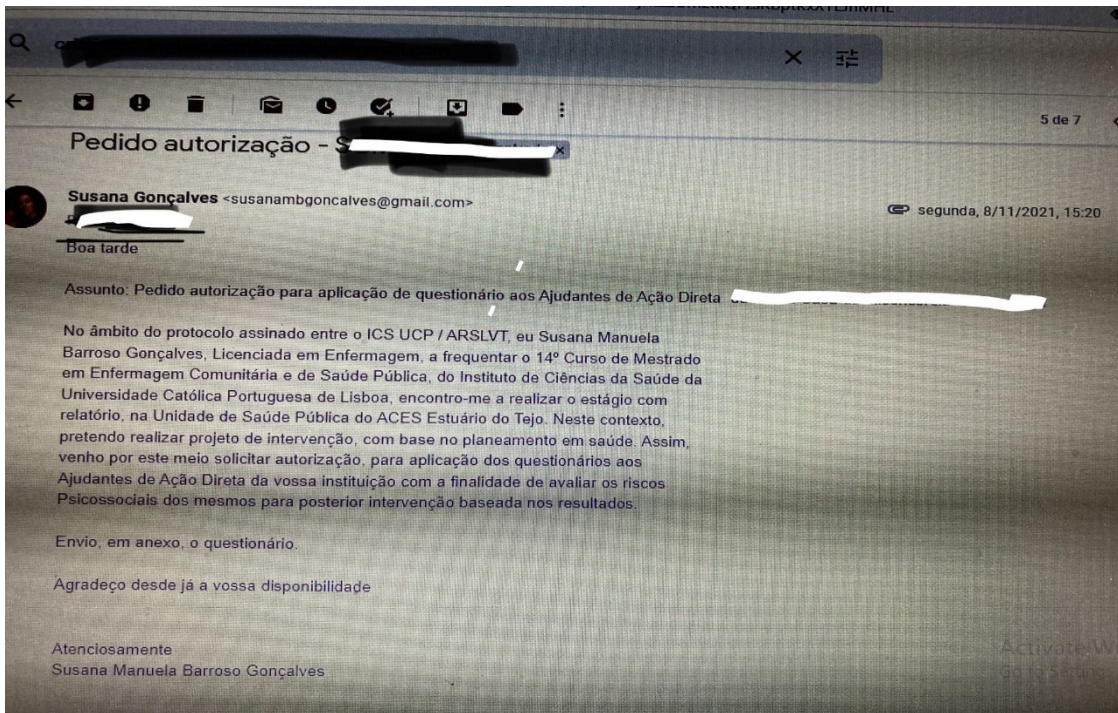 5 de 7
Pedido autorização -
Susana Gonçalves <susanambgoncalves@gmail.com>
segunda, 8/11/2021, 15:20
Boa tarde
Assunto: Pedido autorização para aplicação de questionário aos Ajudantes de Ação Direta
No âmbito do protocolo assinado entre o ICS UCP / ARSLVT, eu Susana Manuela
Barroso Gonçalves, Licenciada em Enfermagem, a frequentar o 14º Curso de Mestrado
em Enfermagem Comunitária e de Saúde Pública, do Instituto de Ciências da Saúde da
Universidade Católica Portuguesa de Lisboa, encontro-me a realizar o estágio com
relatório, na Unidade de Saúde Pública do ACES Estuário do Tejo. Neste contexto,
pretendo realizar projeto de intervenção, com base no planeamento em saúde. Assim,
venho por este meio solicitar autorização, para aplicação dos questionários aos
Ajudantes de Ação Direta da vossa instituição com a finalidade de avaliar os riscos
Psicossociais dos mesmos para posterior intervenção baseada nos resultados.
Envio, em anexo, o questionário.
Agradeço desde já a vossa disponibilidade
Atenciosamente
Susana Manuela Barroso Gonçalves
Activate W
Go to Setting